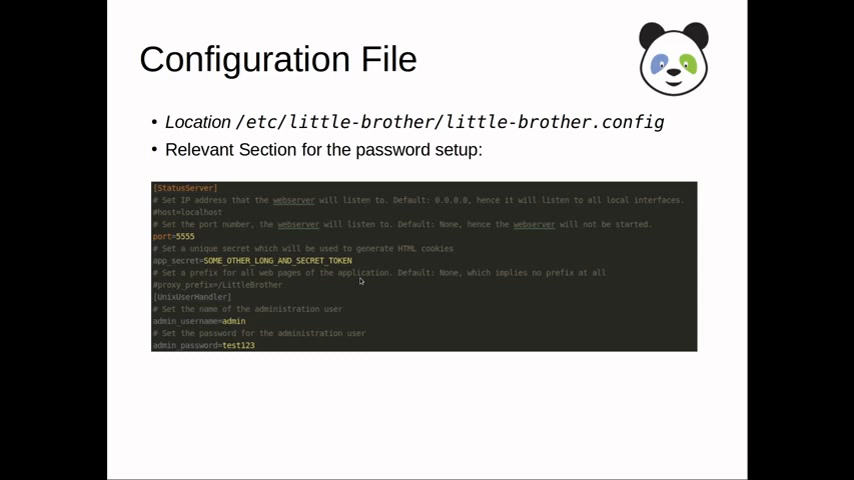 Configuration File
• Location /etc/little-brother/little-brother.config
• Relevant Section for the password setup:
[StatusServer]
# Set IP address that the webserver will listen to. Default: 0.0.0.0, hence it will listen to all local interfaces.
#host=localhost
# Set the port number, the webserver will listen to. Default: None, hence the webserver will not be started.
port=5555
# Set a unique secret which will be used to generate HTML cookies
app_secret=SOME_OTHER_LONG_AND_SECRET_TOKEN
# Set a prefix for all web pages of the application. Default: None, which implies no prefix at all
#proxy_prefix=/LittleBrother
[UnixUserHandler]
# Set the name of the administration user
admin_username=admin
# Set the password for the administration user
admin_password=test123